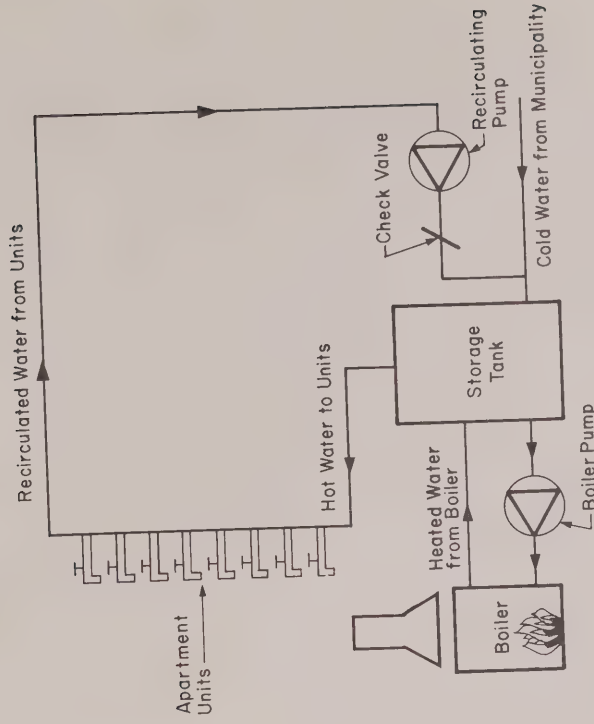 Recirculated Water from Units
Hot Water to Units
Apartment
Units
Check Valve
Recirculating
Pump
Cold Water from Municipality
Storage
Tank
Heated Water
from Boiler
Boiler
Boiler Pump